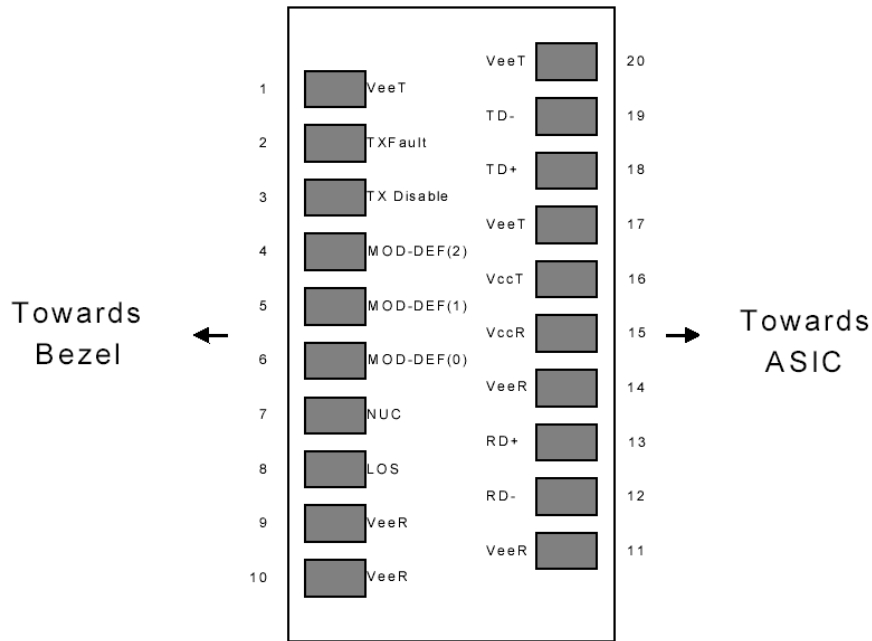 Towards
Bezel
1 VeeT
2 TXFault
3 TX Disable
4 MOD-DEF(2)
5 MOD-DEF(1)
6 MOD-DEF(0)
7 NUC
8 LOS
9 VeeR
10 VeeR
VeeT 20
TD- 19
TD+ 18
VeeT 17
VccT 16
VccR 15
VeeR 14
RD+ 13
RD- 12
VeeR 11
Towards
ASIC